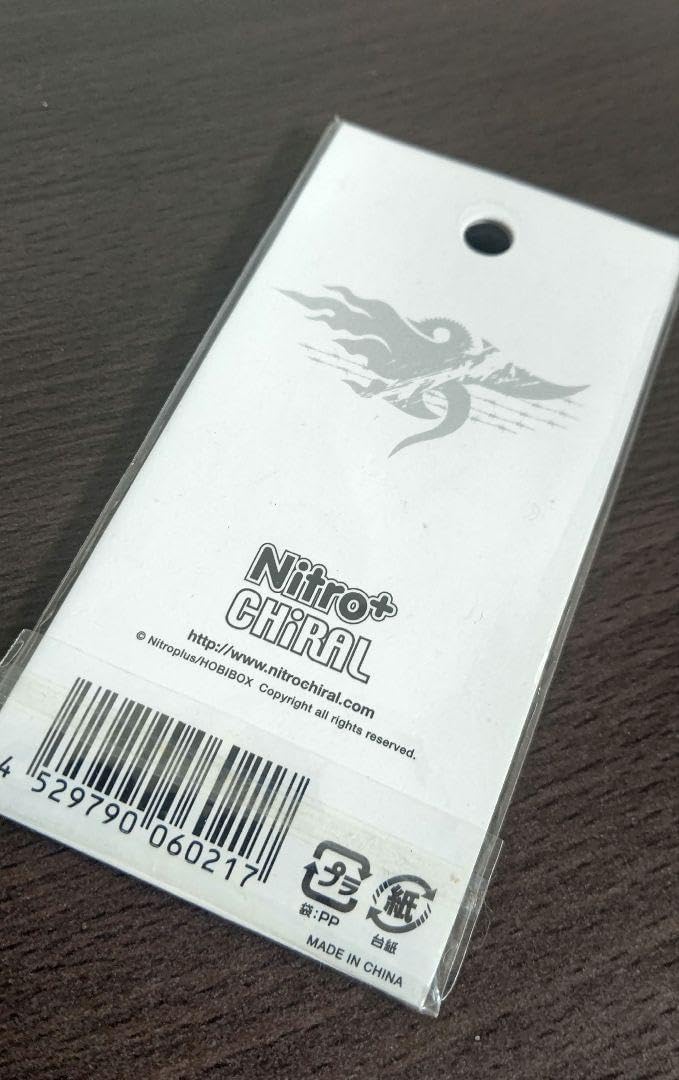 Nitro+
CHiRAL
http://www.nitrochiral.com
© Nitroplus/HOBIBOX Copyright all rights reserved.
4 529790 060217
プラ
袋:PP
紙
台紙
MADE IN CHINA